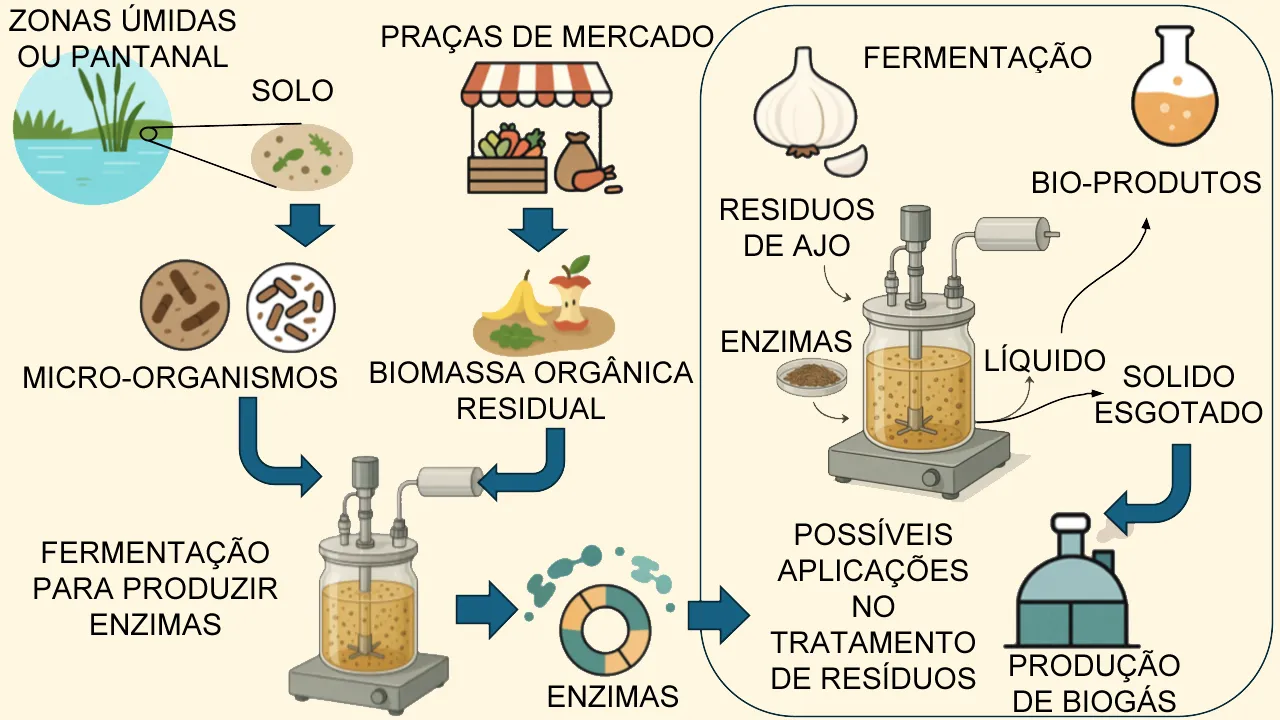 ZONAS ÚMIDAS
OU PANTANAL
SOLO
MICRO-ORGANISMOS
PRAÇAS DE MERCADO
BIOMASSA ORGÂNICA
RESIDUAL
FERMENTAÇÃO
PARA PRODUZIR
ENZIMAS
ENZIMAS
FERMENTAÇÃO
RESIDUOS
DE AJO
ENZIMAS
BIO-PRODUTOS
LÍQUIDO
SOLIDO
ESGOTADO
POSSÍVEIS
APLICAÇÕES
NO
TRATAMENTO
DE RESÍDUOS
PRODUÇÃO
DE BIOGÁS